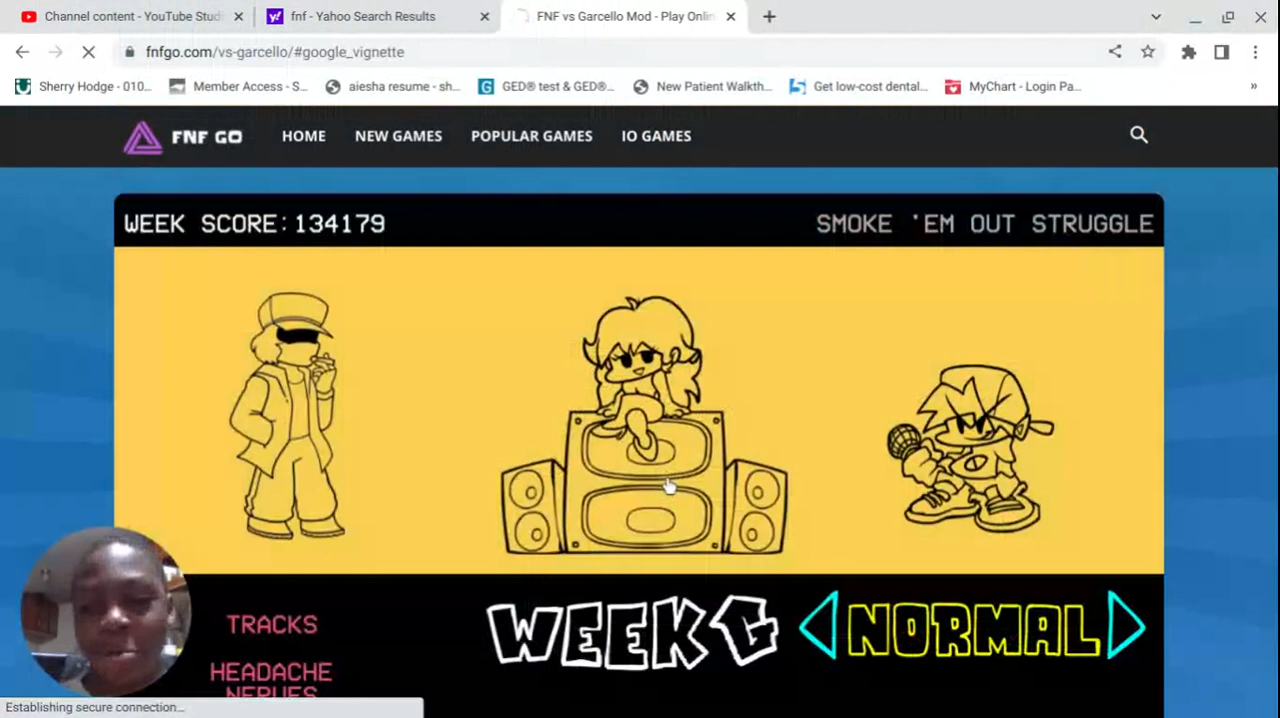 Channel content - YouTube Stud
fnf - Yahoo Search Results
FNF vs Garcello Mod - Play Onlin
fnfgo.com/vs-garcello/#google_vignette
Sherry Hodge - 010...
Member Access - S...
aiesha resume - sh...
GED® test & GED®...
New Patient Walkth...
Get low-cost dental...
MyChart - Login Pa...
»
FNF GO
HOME
NEW GAMES
POPULAR GAMES
IO GAMES
WEEK SCORE:134179
SMOKE 'EM OUT STRUGGLE
TRACKS
WEEK G
NORMAL
HEADACHE
NERVES
Establishing secure connection...